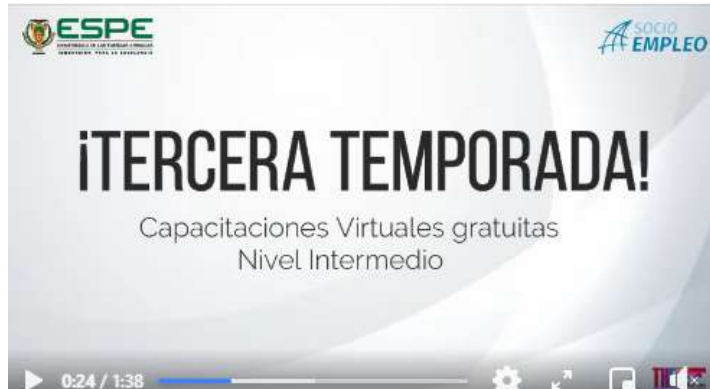 ESPE
SOCIO
EMPLEO
¡TERCERA TEMPORADA!
Capacitaciones Virtuales gratuitas
Nivel Intermedio
0:24 / 1:38